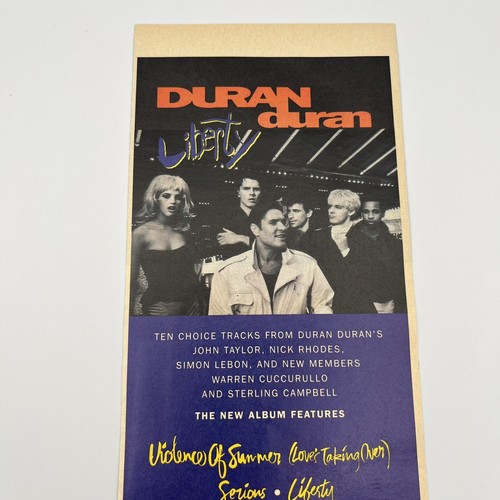 DURAN
duran
Liberty
TEN CHOICE TRACKS FROM DURAN DURAN'S
JOHN TAYLOR, NICK RHODES,
SIMON LEBON, AND NEW MEMBERS
WARREN CUCCURULLO
AND STERLING CAMPBELL
THE NEW ALBUM FEATURES
Violence Of Summer (Love's Taking Over)
Serious • Liberty